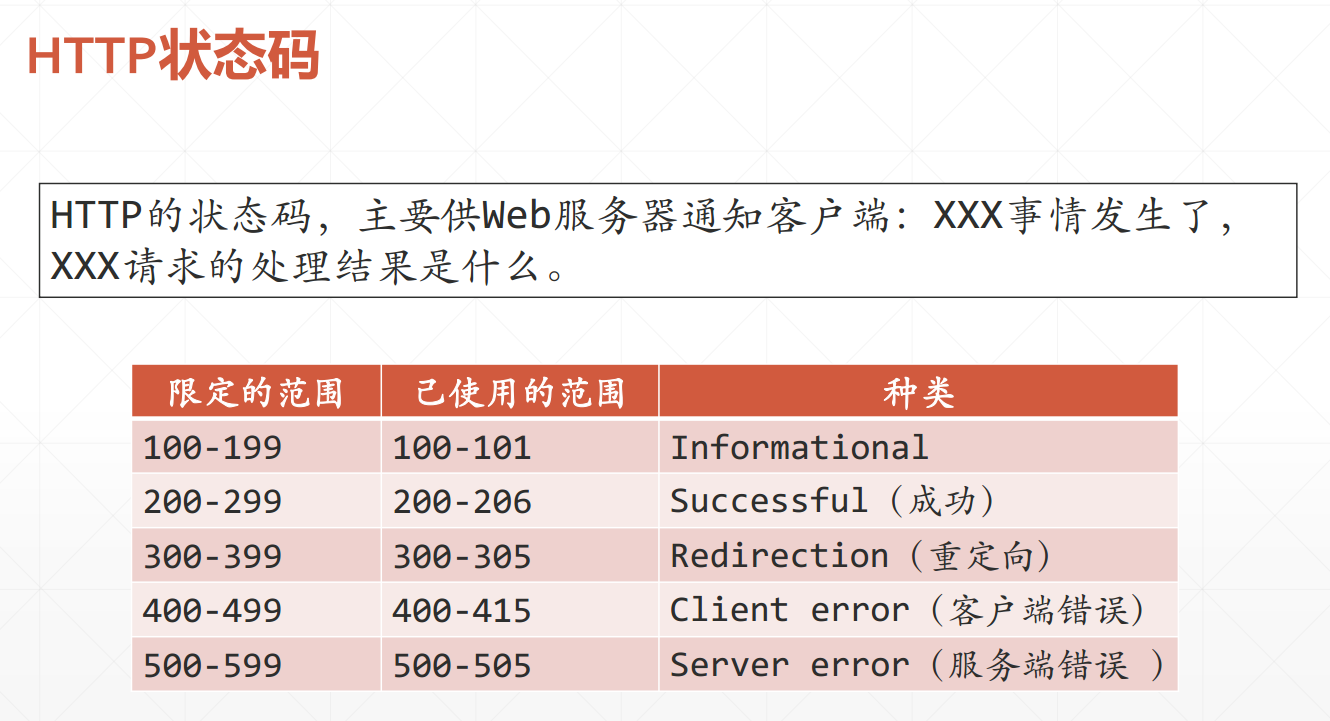 HTTP状态码
HTTP的状态码，主要供Web服务器通知客户端：XXX事情发生了，
XXX请求的处理结果是什么。
限定的范围 已使用的范围 种类
100-199 100-101 Informational
200-299 200-206 Successful（成功）
300-399 300-305 Redirection（重定向）
400-499 400-415 Client error（客户端错误）
500-599 500-505 Server error（服务端错误 ）